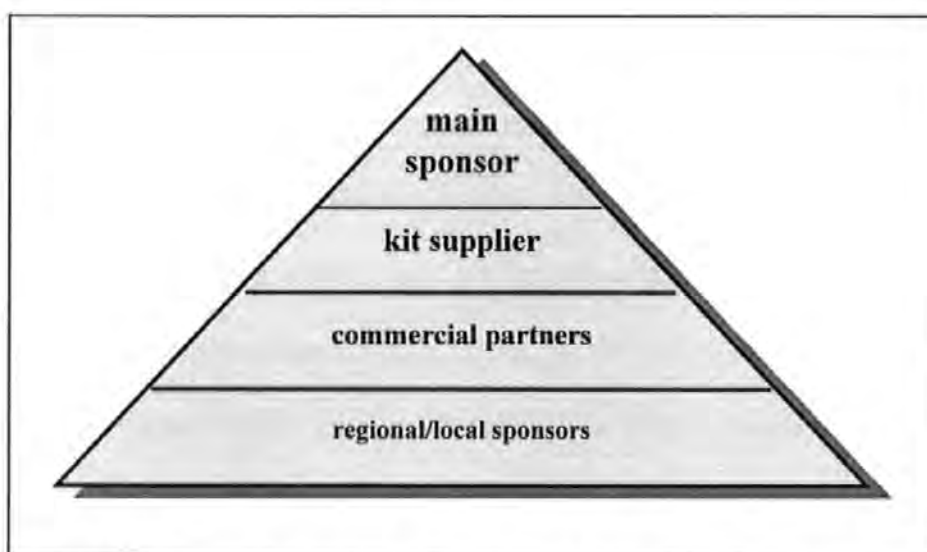 main
sponsor
kit supplier
commercial partners
regional/local sponsors